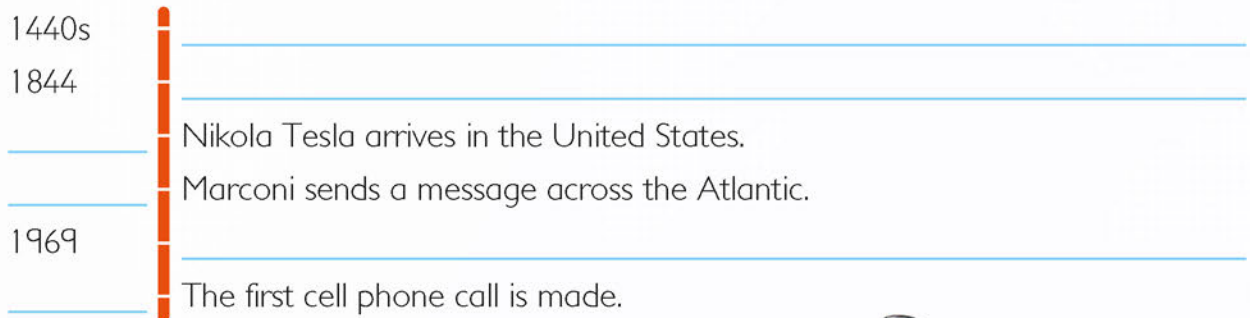 1440s
1844
Nikola Tesla arrives in the United States.
Marconi sends a message across the Atlantic.
1969
The first cell phone call is made.